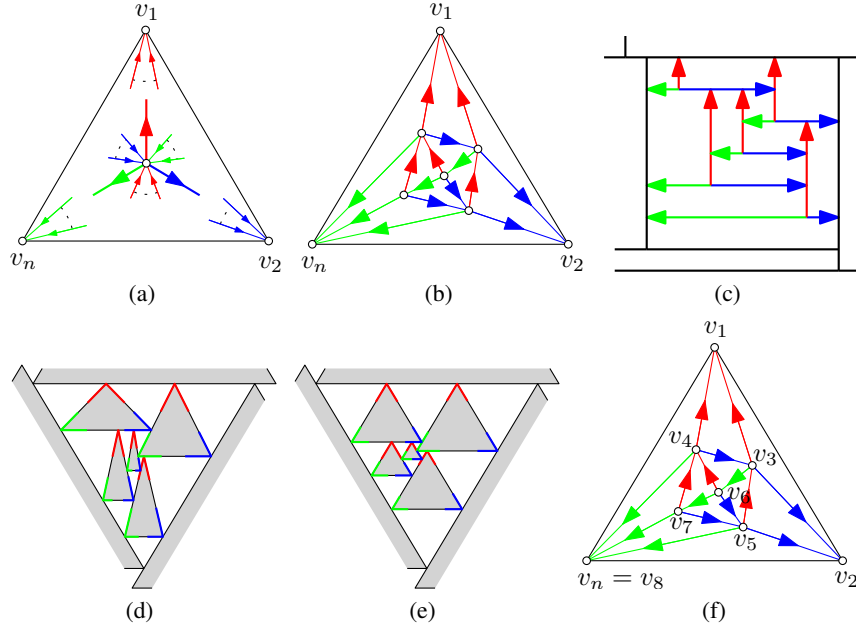 v₁
vₙ
v₂
(a)
v₁
vₙ
v₂
(b)
(c)
(d)
(e)
v₁
v₄
v₃
v₆
v₇
v₅
vₙ = v₈
v₂
(f)